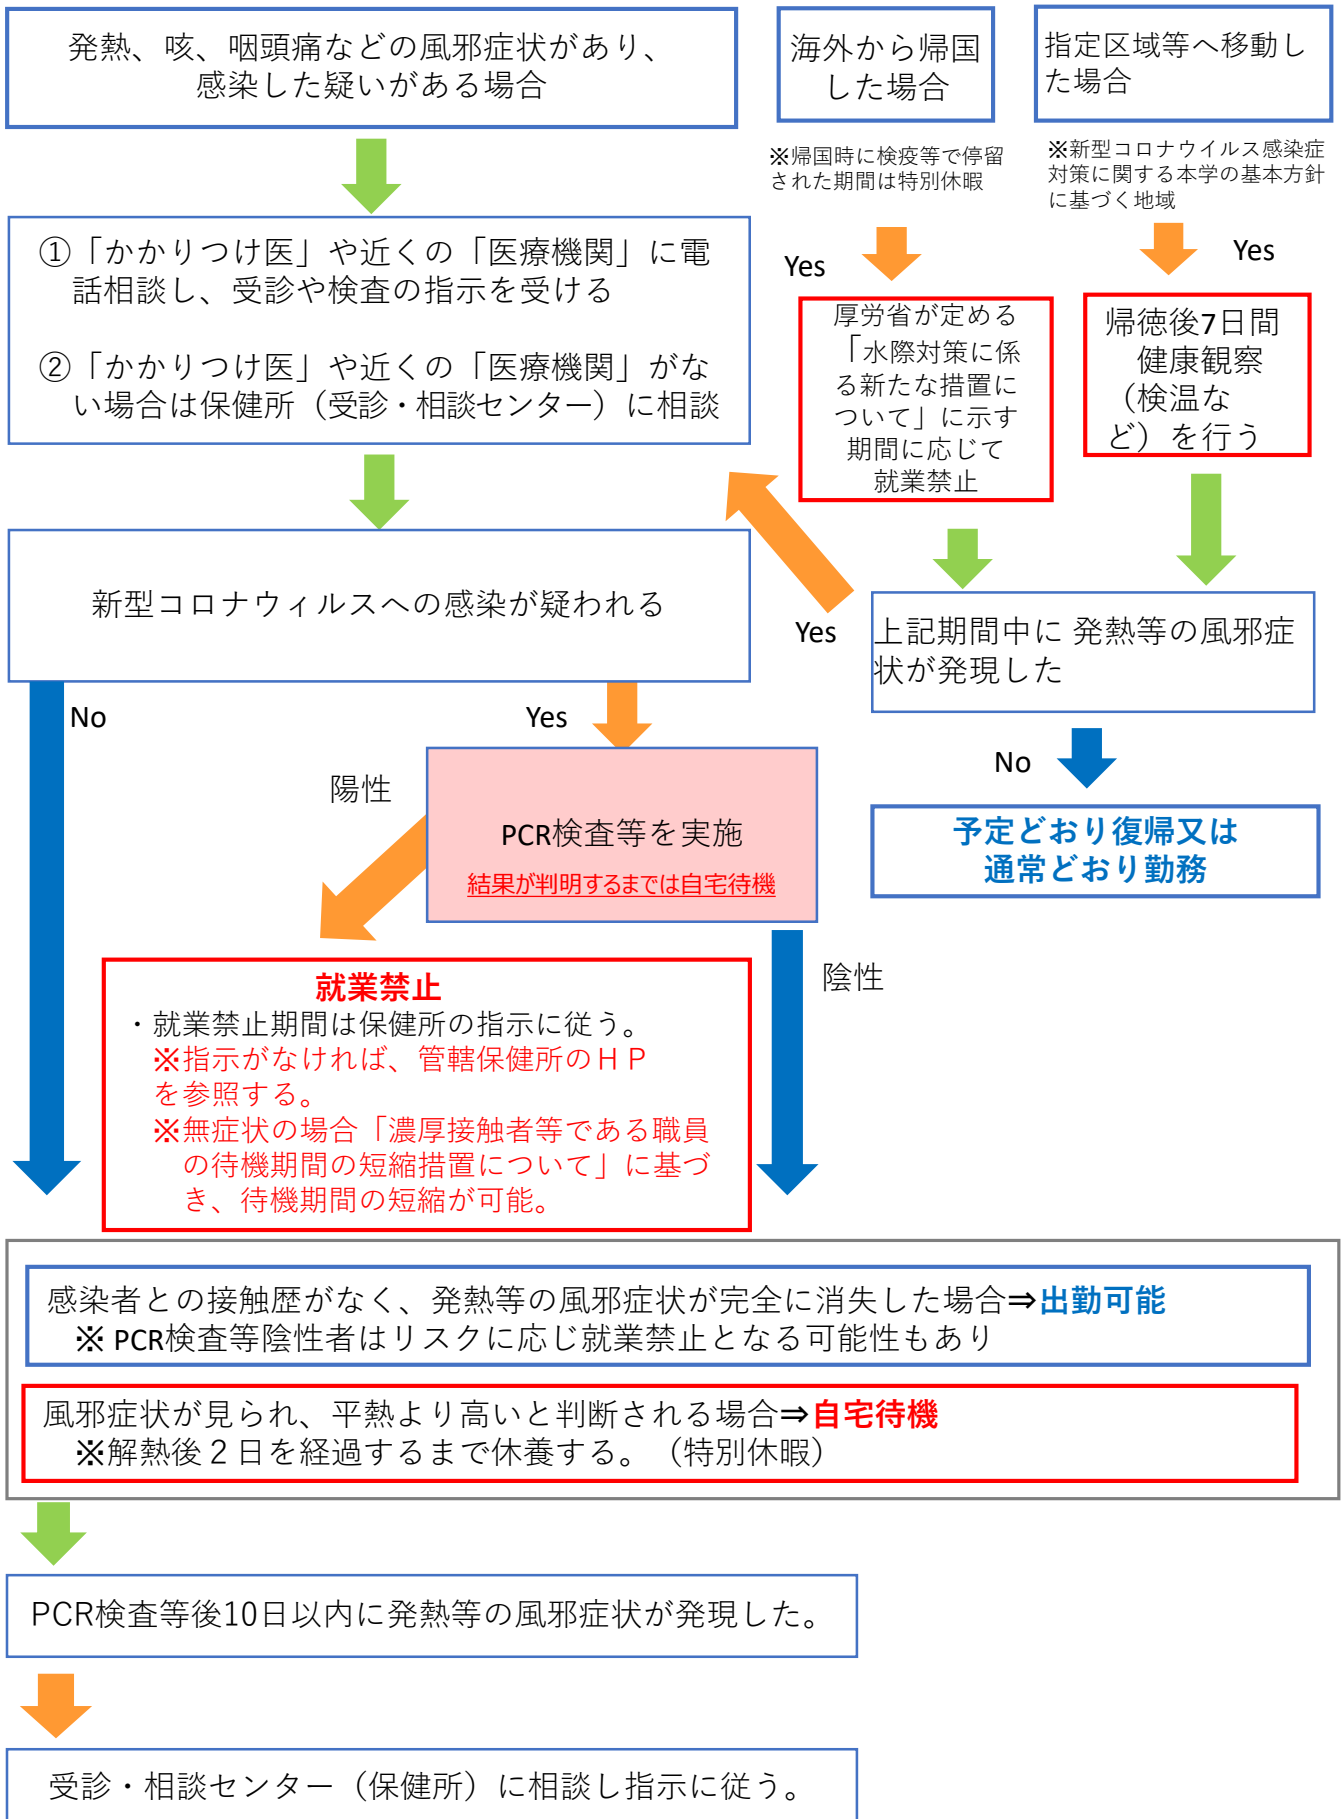 発熱、咳、咽頭痛などの風邪症状があり、
感染した疑いがある場合
海外から帰国
した場合
指定区域等へ移動し
た場合
※帰国時に検疫等で停留
された期間は特別休暇
※新型コロナウイルス感染症
対策に関する本学の基本方針
に基づく地域
①「かかりつけ医」や近くの「医療機関」に電
話相談し、受診や検査の指示を受ける
②「かかりつけ医」や近くの「医療機関」がな
い場合は保健所（受診・相談センター）に相談
Yes
Yes
厚労省が定める
「水際対策に係
る新たな措置に
ついて」に示す
期間に応じて
就業禁止
帰徳後7日間
健康観察
（検温な
ど）を行う
新型コロナウィルスへの感染が疑われる
Yes
上記期間中に 発熱等の風邪症
状が発現した
No
Yes
No
陽性
PCR検査等を実施
結果が判明するまでは自宅待機
予定どおり復帰又は
通常どおり勤務
陰性
就業禁止
・就業禁止期間は保健所の指示に従う。
※指示がなければ、管轄保健所のＨＰ
を参照する。
※無症状の場合「濃厚接触者等である職員
の待機期間の短縮措置について」に基づ
き、待機期間の短縮が可能。
感染者との接触歴がなく、発熱等の風邪症状が完全に消失した場合⇒出勤可能
※ PCR検査等陰性者はリスクに応じ就業禁止となる可能性もあり
風邪症状が見られ、平熱より高いと判断される場合⇒自宅待機
※解熱後２日を経過するまで休養する。（特別休暇）
PCR検査等後10日以内に発熱等の風邪症状が発現した。
受診・相談センター（保健所）に相談し指示に従う。